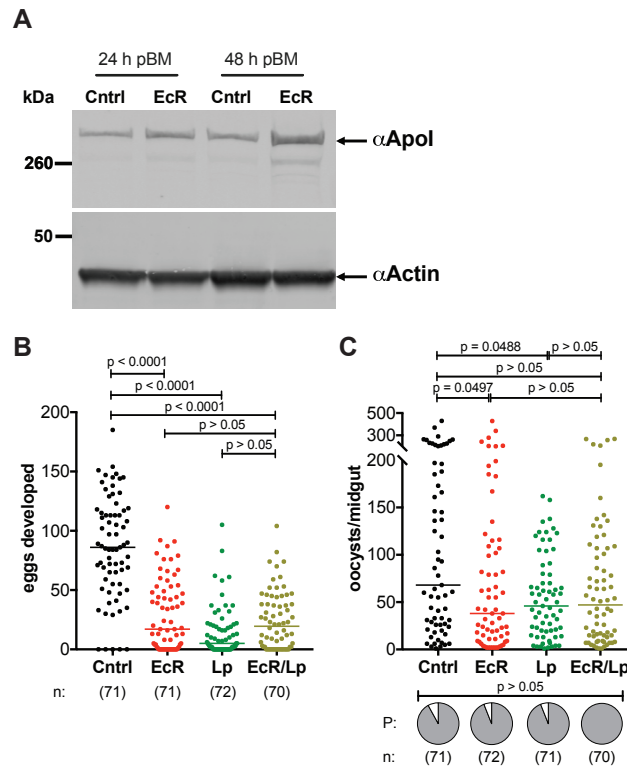 A
24 h pBM 48 h pBM
kDa Cntrl EcR Cntrl EcR
αApoI
260
50
αActin
B
p < 0.0001
p < 0.0001
p < 0.0001
p > 0.05
p > 0.05
eggs developed
200
150
100
50
0
Cntrl EcR Lp EcR/Lp
n: (71) (71) (72) (70)
C
p = 0.0488 p > 0.05
p > 0.05
p = 0.0497 p > 0.05
oocysts/midgut
500
300
200
150
100
50
0
Cntrl EcR Lp EcR/Lp
p > 0.05
P:
n: (71) (72) (71) (70)